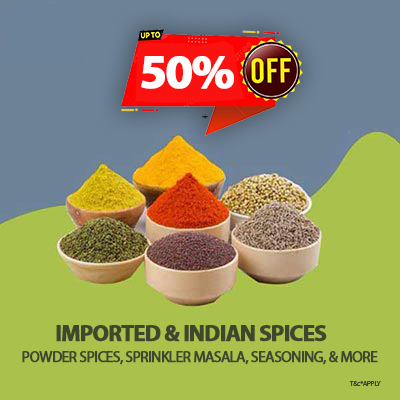 UP TO
50% OFF
IMPORTED & INDIAN SPICES
POWDER SPICES, SPRINKLER MASALA, SEASONING, & MORE
T&c*APPLY